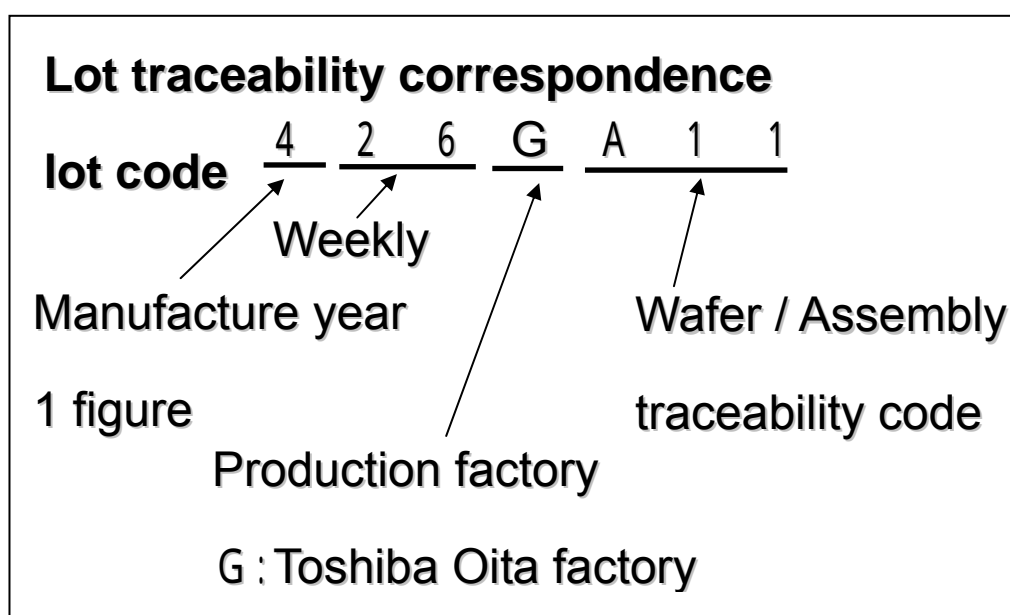 Lot traceability correspondence
lot code 4 2 6 G A 1 1
Weekly
Manufacture year
1 figure
Wafer / Assembly
traceability code
Production factory
G : Toshiba Oita factory